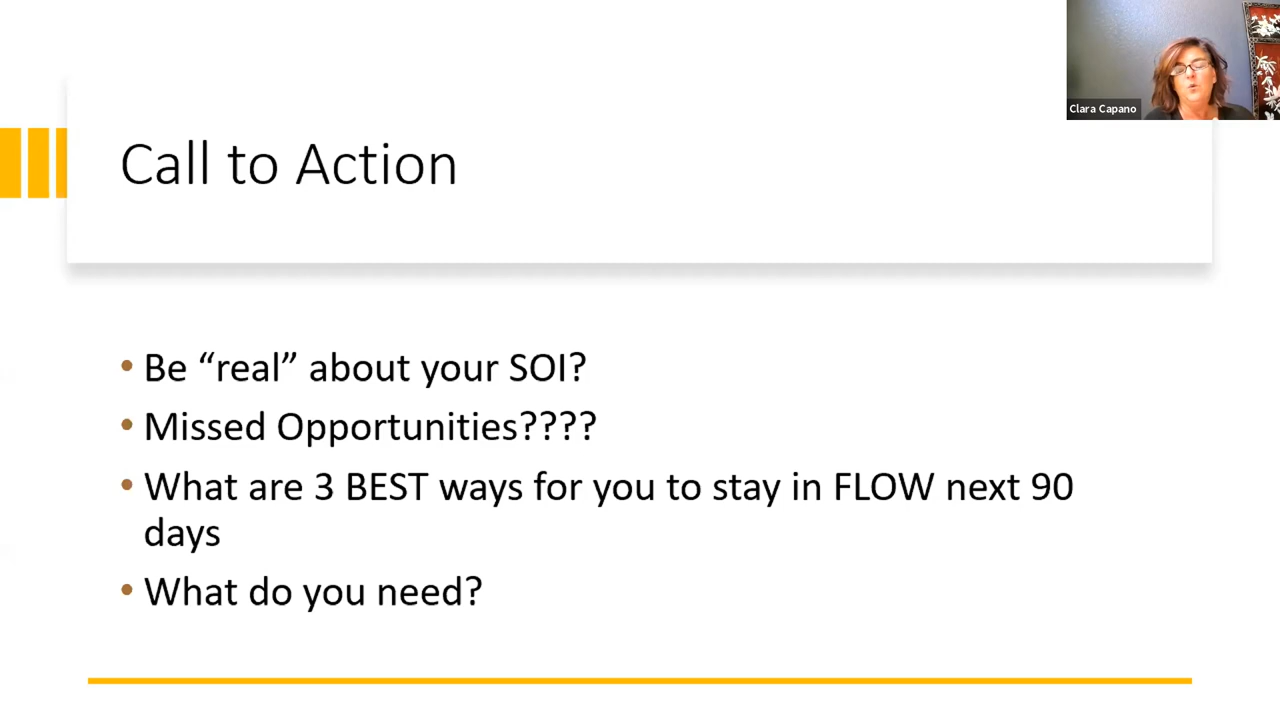 Clara Capano
Call to Action
• Be “real” about your SOI?
• Missed Opportunities????
• What are 3 BEST ways for you to stay in FLOW next 90
days
• What do you need?